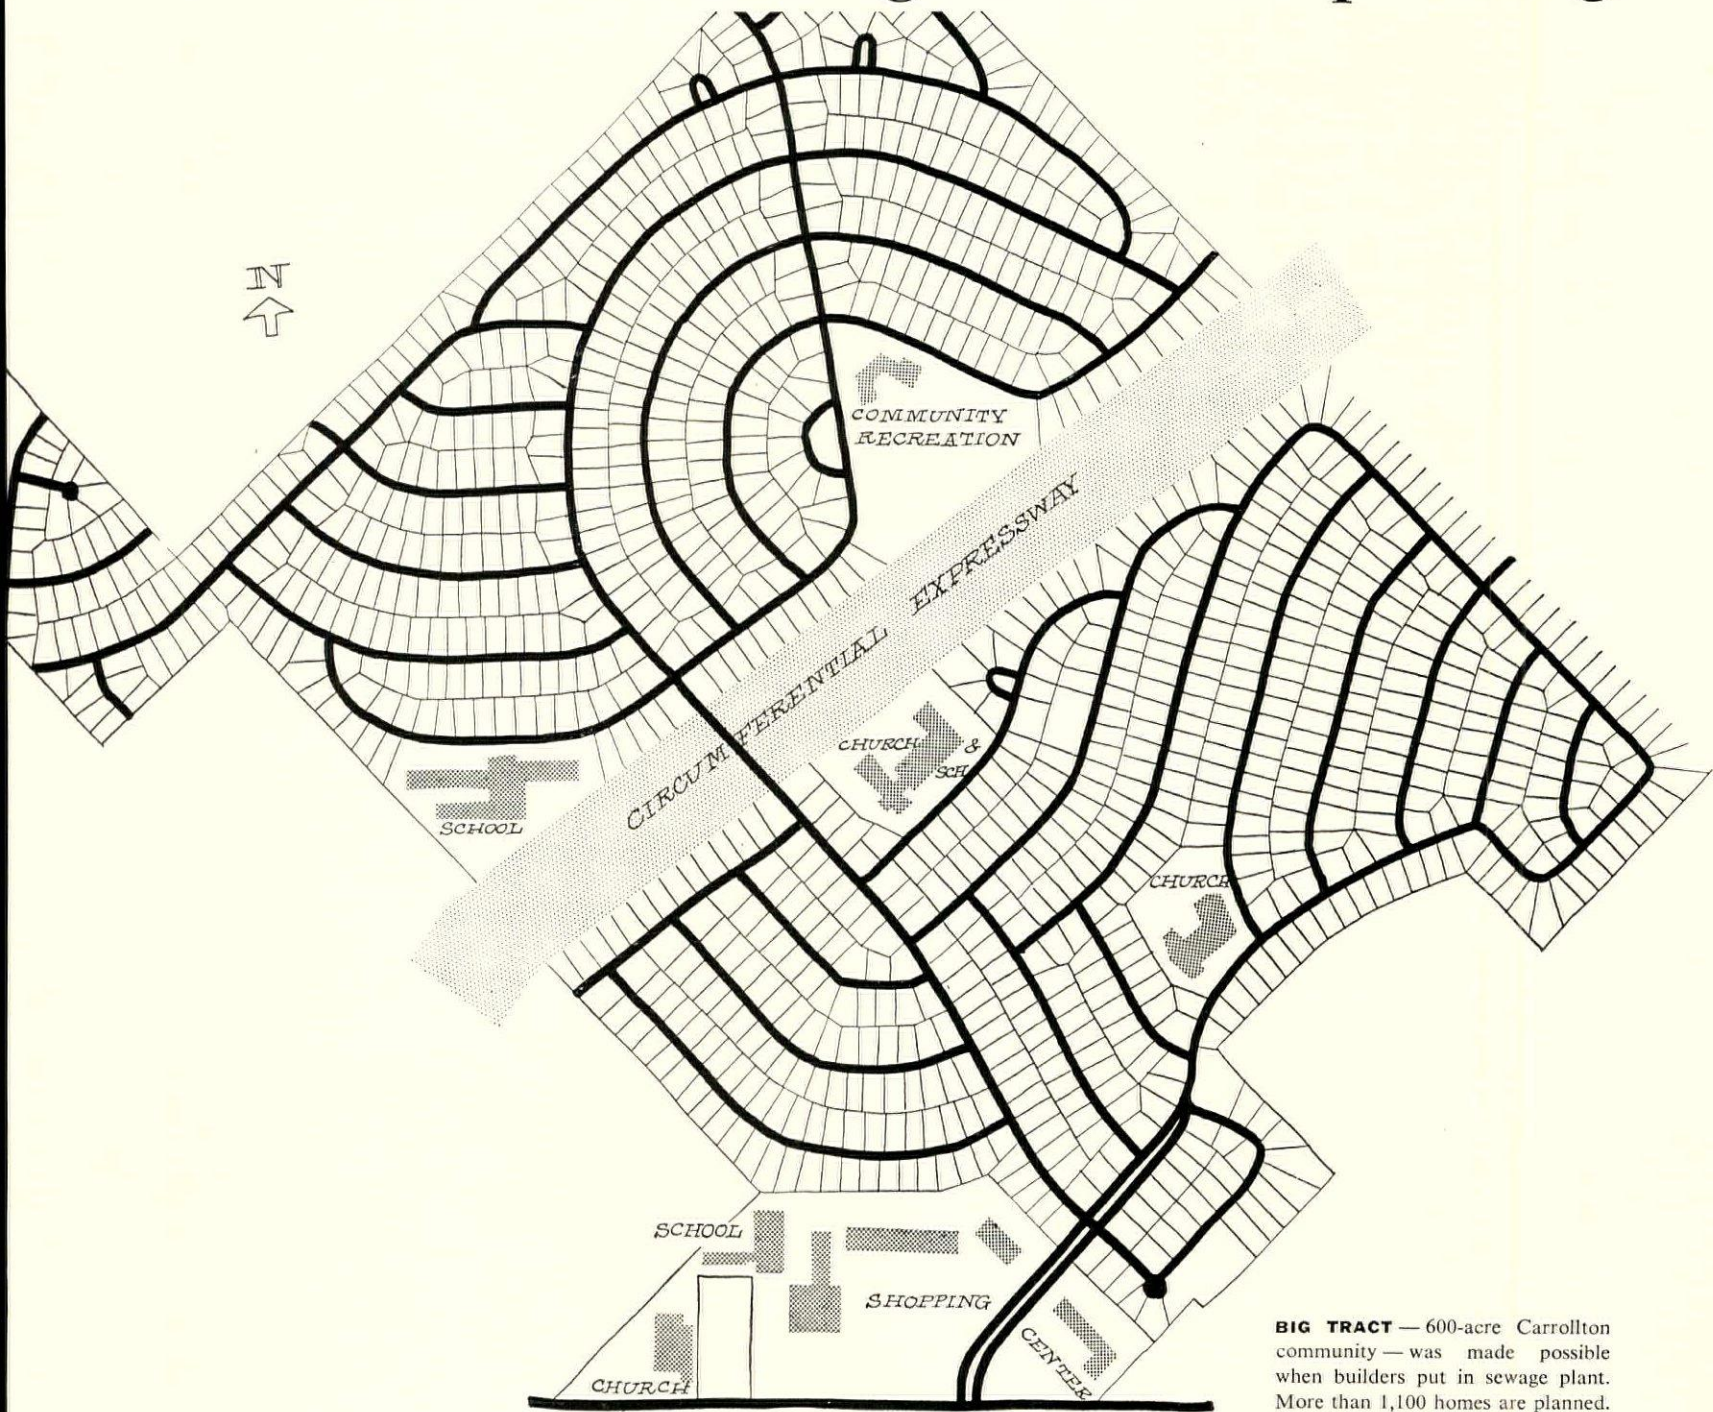 N
COMMUNITY
RECREATION
CIRCUMFERENTIAL EXPRESSWAY
CHURCH &
SCH.
SCHOOL
CHURCH
SCHOOL
SHOPPING
CENTER
CHURCH
BIG TRACT — 600-acre Carrollton
community — was made possible
when builders put in sewage plant.
More than 1,100 homes are planned.